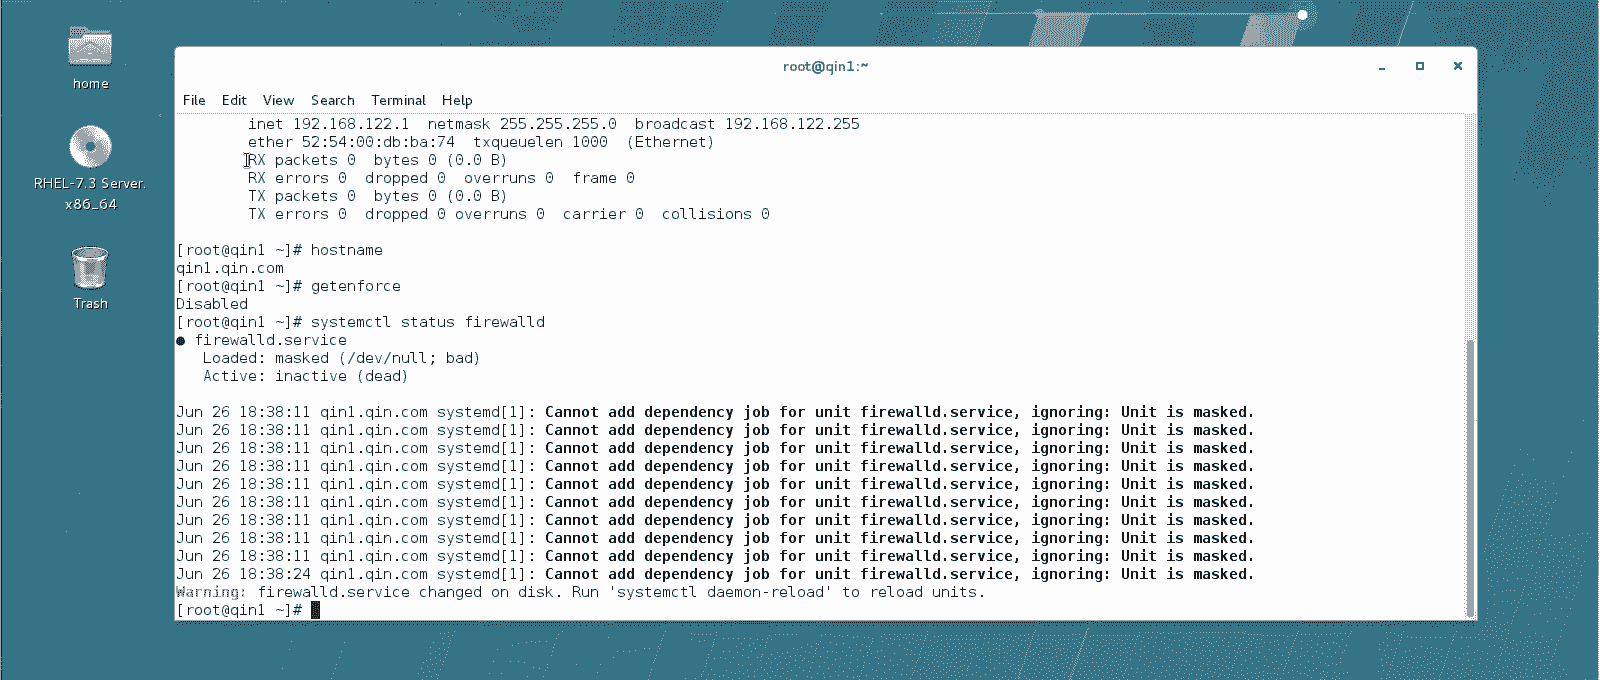 home
RHEL-7.3 Server.
x86_64
Trash
root@qin1:~
File Edit View Search Terminal Help
inet 192.168.122.1  netmask 255.255.255.0  broadcast 192.168.122.255
ether 52:54:00:db:ba:74  txqueuelen 1000  (Ethernet)
RX packets 0  bytes 0 (0.0 B)
RX errors 0  dropped 0  overruns 0  frame 0
TX packets 0  bytes 0 (0.0 B)
TX errors 0  dropped 0 overruns 0  carrier 0  collisions 0
[root@qin1 ~]# hostname
qin1.qin.com
[root@qin1 ~]# getenforce
Disabled
[root@qin1 ~]# systemctl status firewalld
● firewalld.service
Loaded: masked (/dev/null; bad)
Active: inactive (dead)
Jun 26 18:38:11 qin1.qin.com systemd[1]: Cannot add dependency job for unit firewalld.service, ignoring: Unit is masked.
Jun 26 18:38:11 qin1.qin.com systemd[1]: Cannot add dependency job for unit firewalld.service, ignoring: Unit is masked.
Jun 26 18:38:11 qin1.qin.com systemd[1]: Cannot add dependency job for unit firewalld.service, ignoring: Unit is masked.
Jun 26 18:38:11 qin1.qin.com systemd[1]: Cannot add dependency job for unit firewalld.service, ignoring: Unit is masked.
Jun 26 18:38:11 qin1.qin.com systemd[1]: Cannot add dependency job for unit firewalld.service, ignoring: Unit is masked.
Jun 26 18:38:11 qin1.qin.com systemd[1]: Cannot add dependency job for unit firewalld.service, ignoring: Unit is masked.
Jun 26 18:38:11 qin1.qin.com systemd[1]: Cannot add dependency job for unit firewalld.service, ignoring: Unit is masked.
Jun 26 18:38:11 qin1.qin.com systemd[1]: Cannot add dependency job for unit firewalld.service, ignoring: Unit is masked.
Jun 26 18:38:11 qin1.qin.com systemd[1]: Cannot add dependency job for unit firewalld.service, ignoring: Unit is masked.
Jun 26 18:38:24 qin1.qin.com systemd[1]: Cannot add dependency job for unit firewalld.service, ignoring: Unit is masked.
Warning: firewalld.service changed on disk. Run 'systemctl daemon-reload' to reload units.
[root@qin1 ~]#